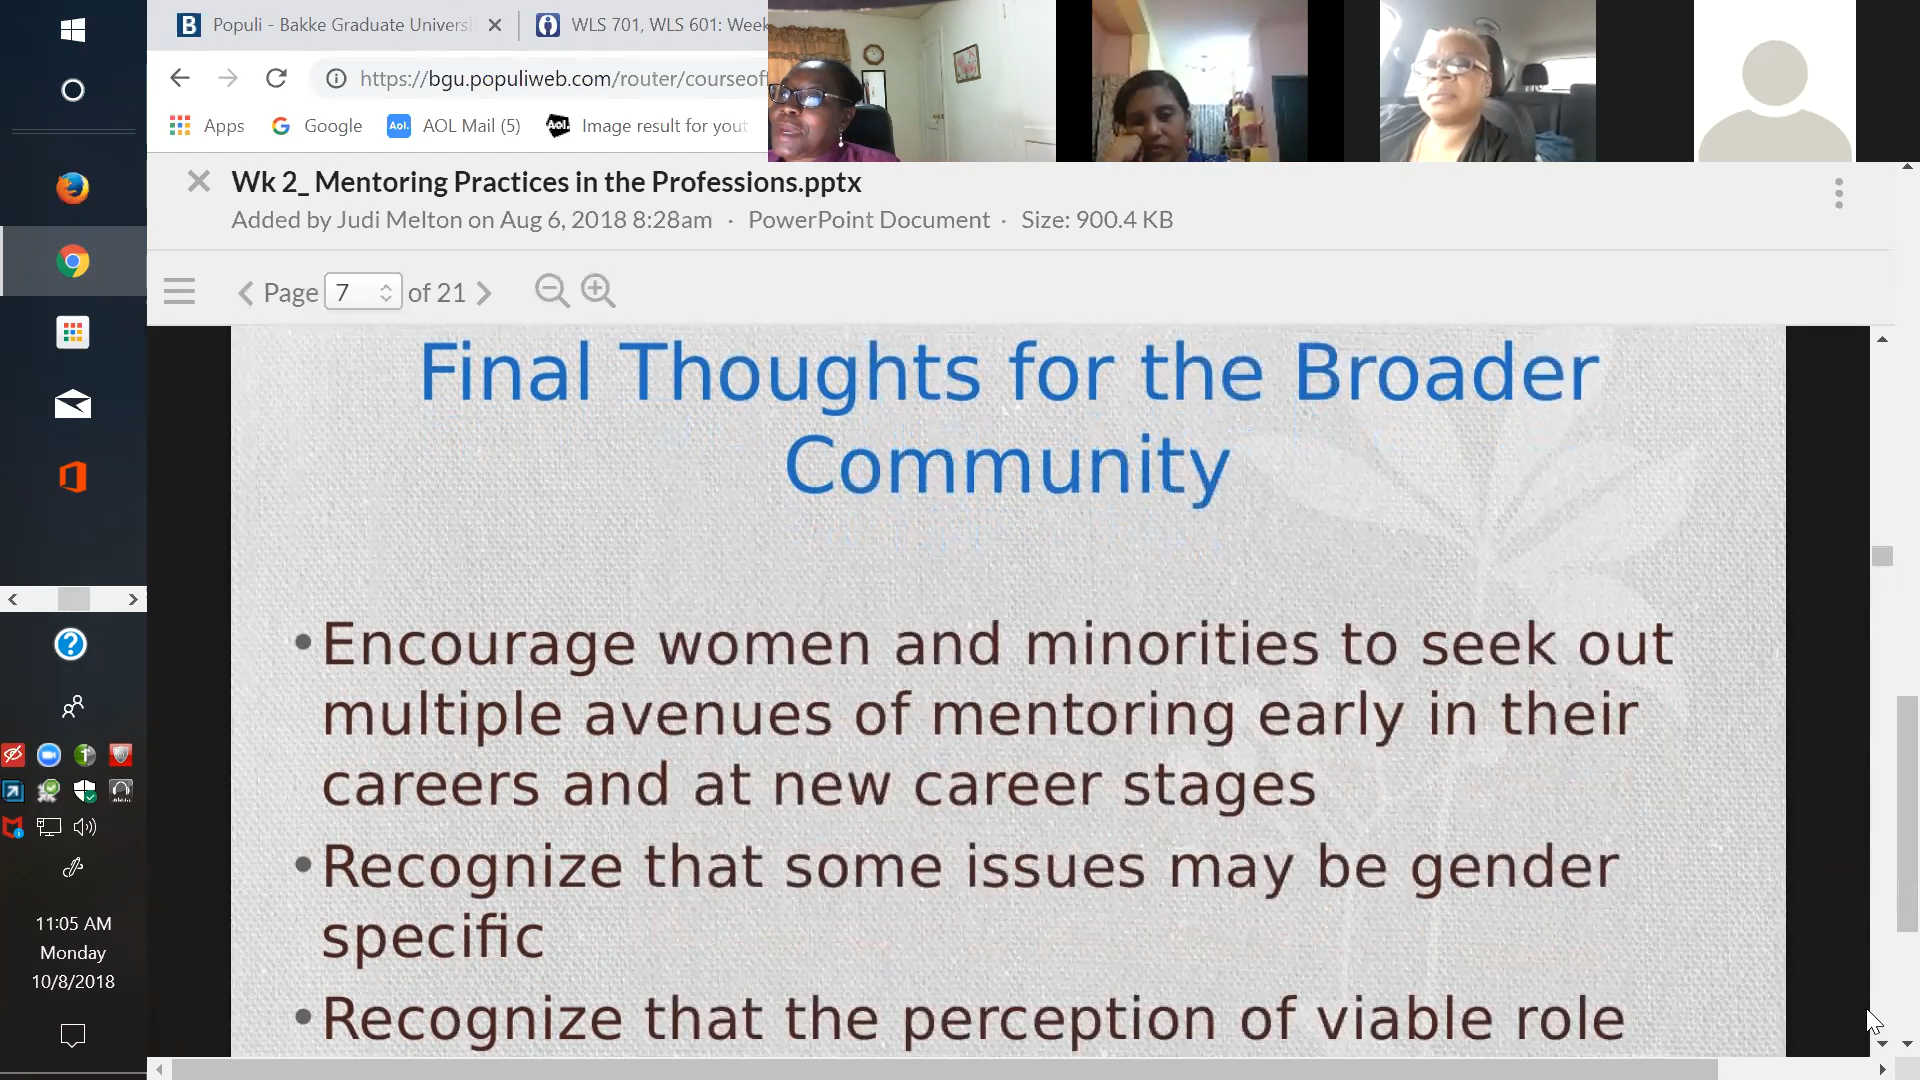 Populi - Bakke Graduate Univers
WLS 701, WLS 601: Week
https://bgu.populiweb.com/router/courseof
Apps
Google
Aol.
AOL Mail (5)
Aol.
Image result for yout
Wk 2_ Mentoring Practices in the Professions.pptx
Added by Judi Melton on Aug 6, 2018 8:28am · PowerPoint Document · Size: 900.4 KB
Page 7 of 21
Final Thoughts for the Broader
Community
• Encourage women and minorities to seek out
multiple avenues of mentoring early in their
careers and at new career stages
• Recognize that some issues may be gender
specific
• Recognize that the perception of viable role
11:05 AM
Monday
10/8/2018